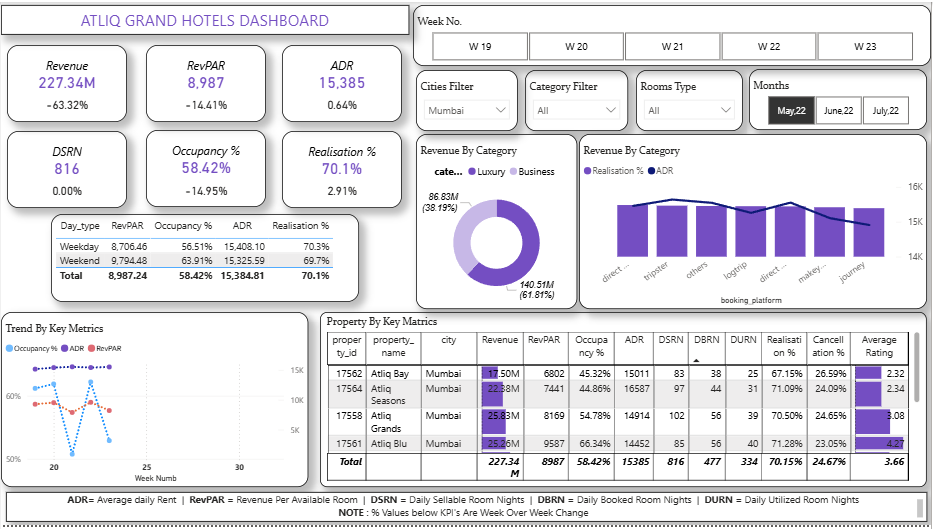 ATLIQ GRAND HOTELS DASHBOARD
Week No.
W 19 W 20 W 21 W 22 W 23
Revenue
227.34M
-63.32%
RevPAR
8,987
-14.41%
ADR
15,385
0.64%
Cities Filter
Mumbai
Category Filter
All
Rooms Type
All
Months
May,22 June,22 July,22
DSRN
816
0.00%
Occupancy %
58.42%
-14.95%
Realisation %
70.1%
2.91%
Revenue By Category
cate... Luxury Business
86.83M
(38.19%)
140.51M
(61.81%)
Revenue By Category
Realisation % ADR
16K
15K
14K
direct ... tripster others logtrip direct ... makey... journey
booking_platform
Day_type RevPAR Occupancy % ADR Realisation %
Weekday 8,706.46 56.51% 15,408.10 70.3%
Weekend 9,794.48 63.91% 15,325.59 69.7%
Total 8,987.24 58.42% 15,384.81 70.1%
Trend By Key Metrics
Occupancy % ADR RevPAR
15K
60%
10K
5K
50%
20 25 30
Week Numb
Property By Key Matrics
proper property_ city Revenue RevPAR Occupa ADR DSRN DBRN DURN Realisati Cancell Average
ty_id name ncy % on % ation % Rating
17562 Atliq Bay Mumbai 17.50M 6802 45.32% 15011 83 38 25 67.15% 26.59% 2.32
17564 Atliq Mumbai 22.38M 7441 44.86% 16587 97 44 31 71.09% 24.09% 2.34
Seasons
17558 Atliq Mumbai 25.83M 8169 54.78% 14914 102 56 39 70.50% 24.65% 3.08
Grands
17561 Atliq Blu Mumbai 25.26M 9587 66.34% 14452 85 56 40 71.28% 23.05% 4.27
Total 227.34 8987 58.42% 15385 816 477 334 70.15% 24.67% 3.66
M
ADR= Average daily Rent | RevPAR = Revenue Per Available Room | DSRN = Daily Sellable Room Nights | DBRN = Daily Booked Room Nights | DURN = Daily Utilized Room Nights
NOTE : % Values below KPI's Are Week Over Week Change